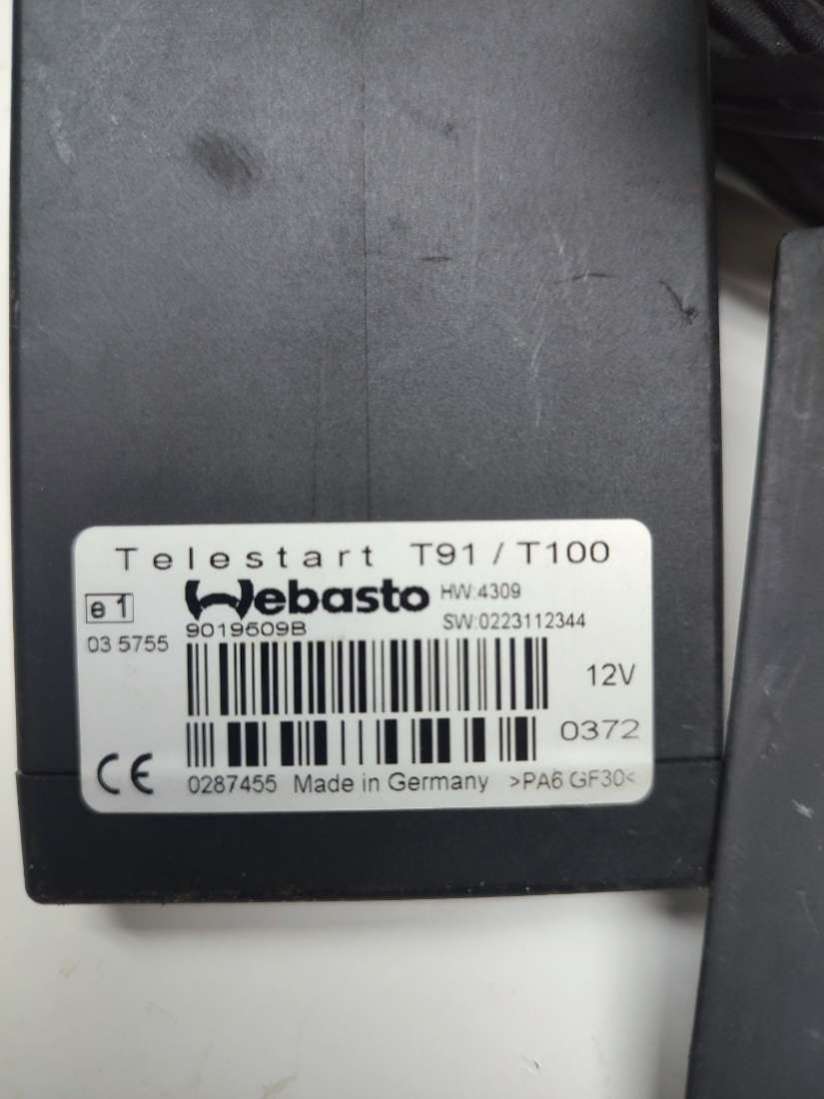 Telestart T91 / T100
e1
Webasto
HW:4309
03 5755
9019609B
SW:0223112344
12V
0372
CE
0287455 Made in Germany >PA6 GF30<